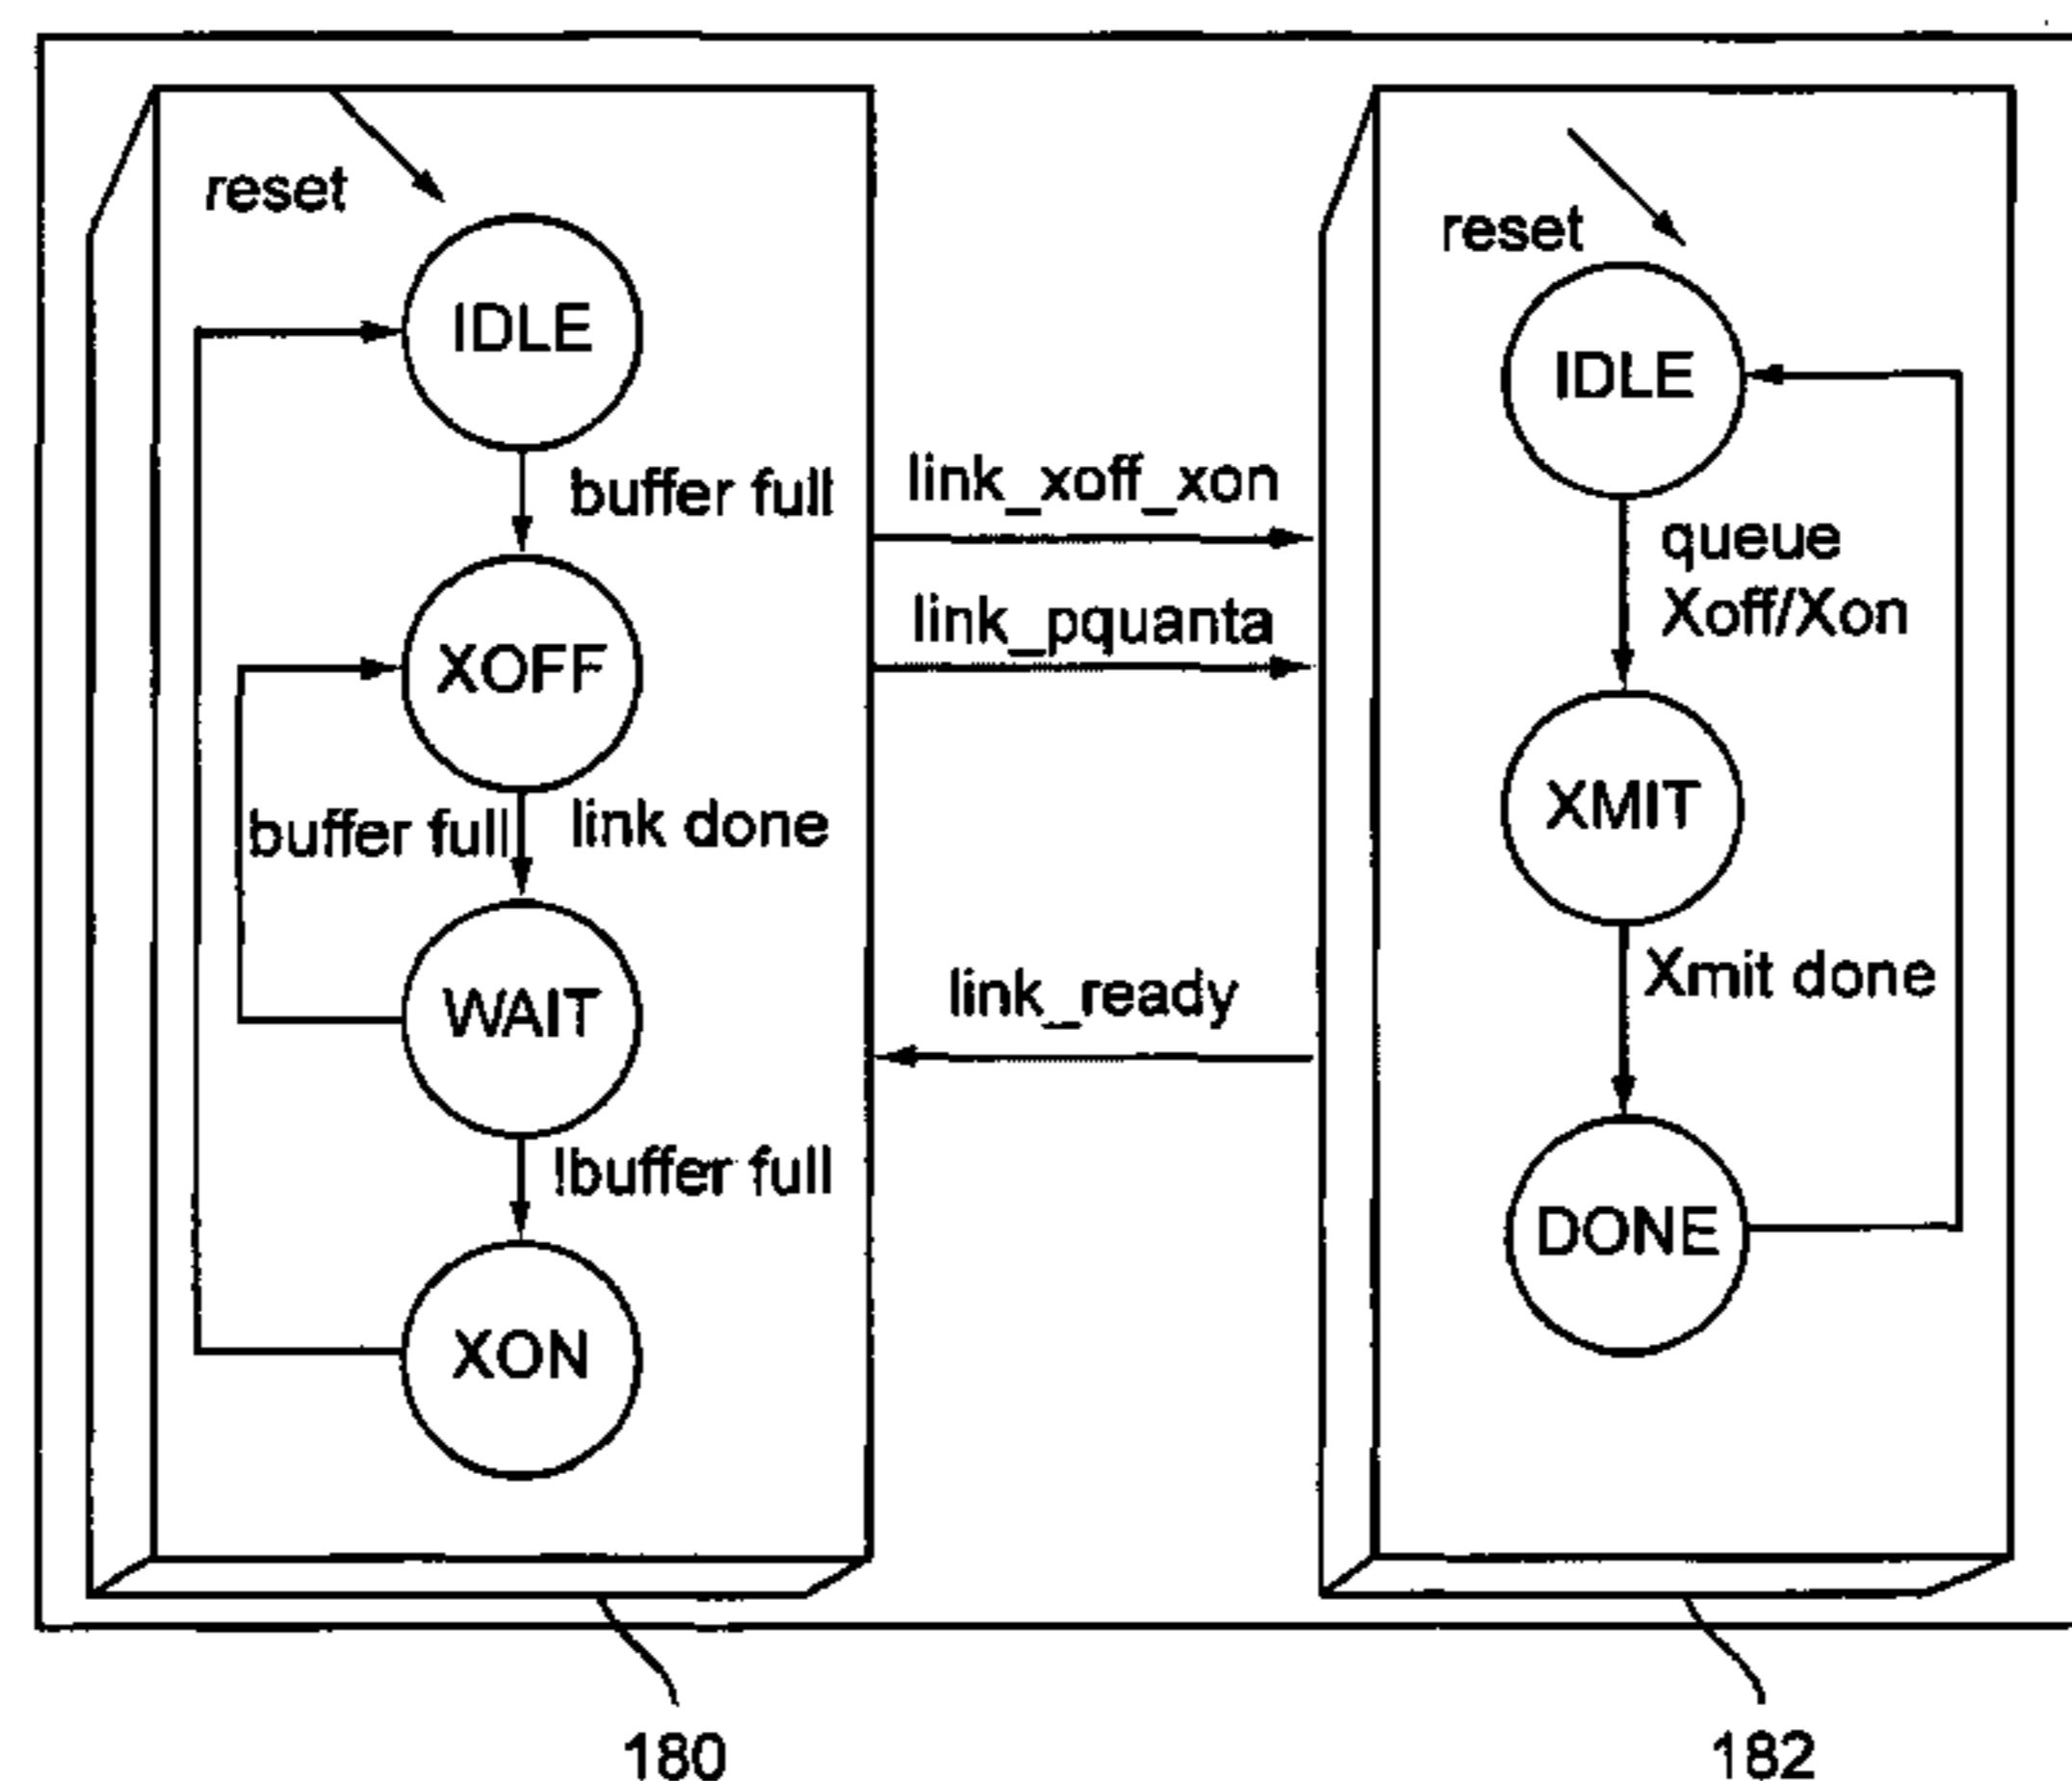 reset
IDLE
buffer full
XOFF
buffer full
link done
WAIT
!buffer full
XON
link_xoff_xon
link_pquanta
link_ready
reset
IDLE
queue
Xoff/Xon
XMIT
Xmit done
DONE
180
182